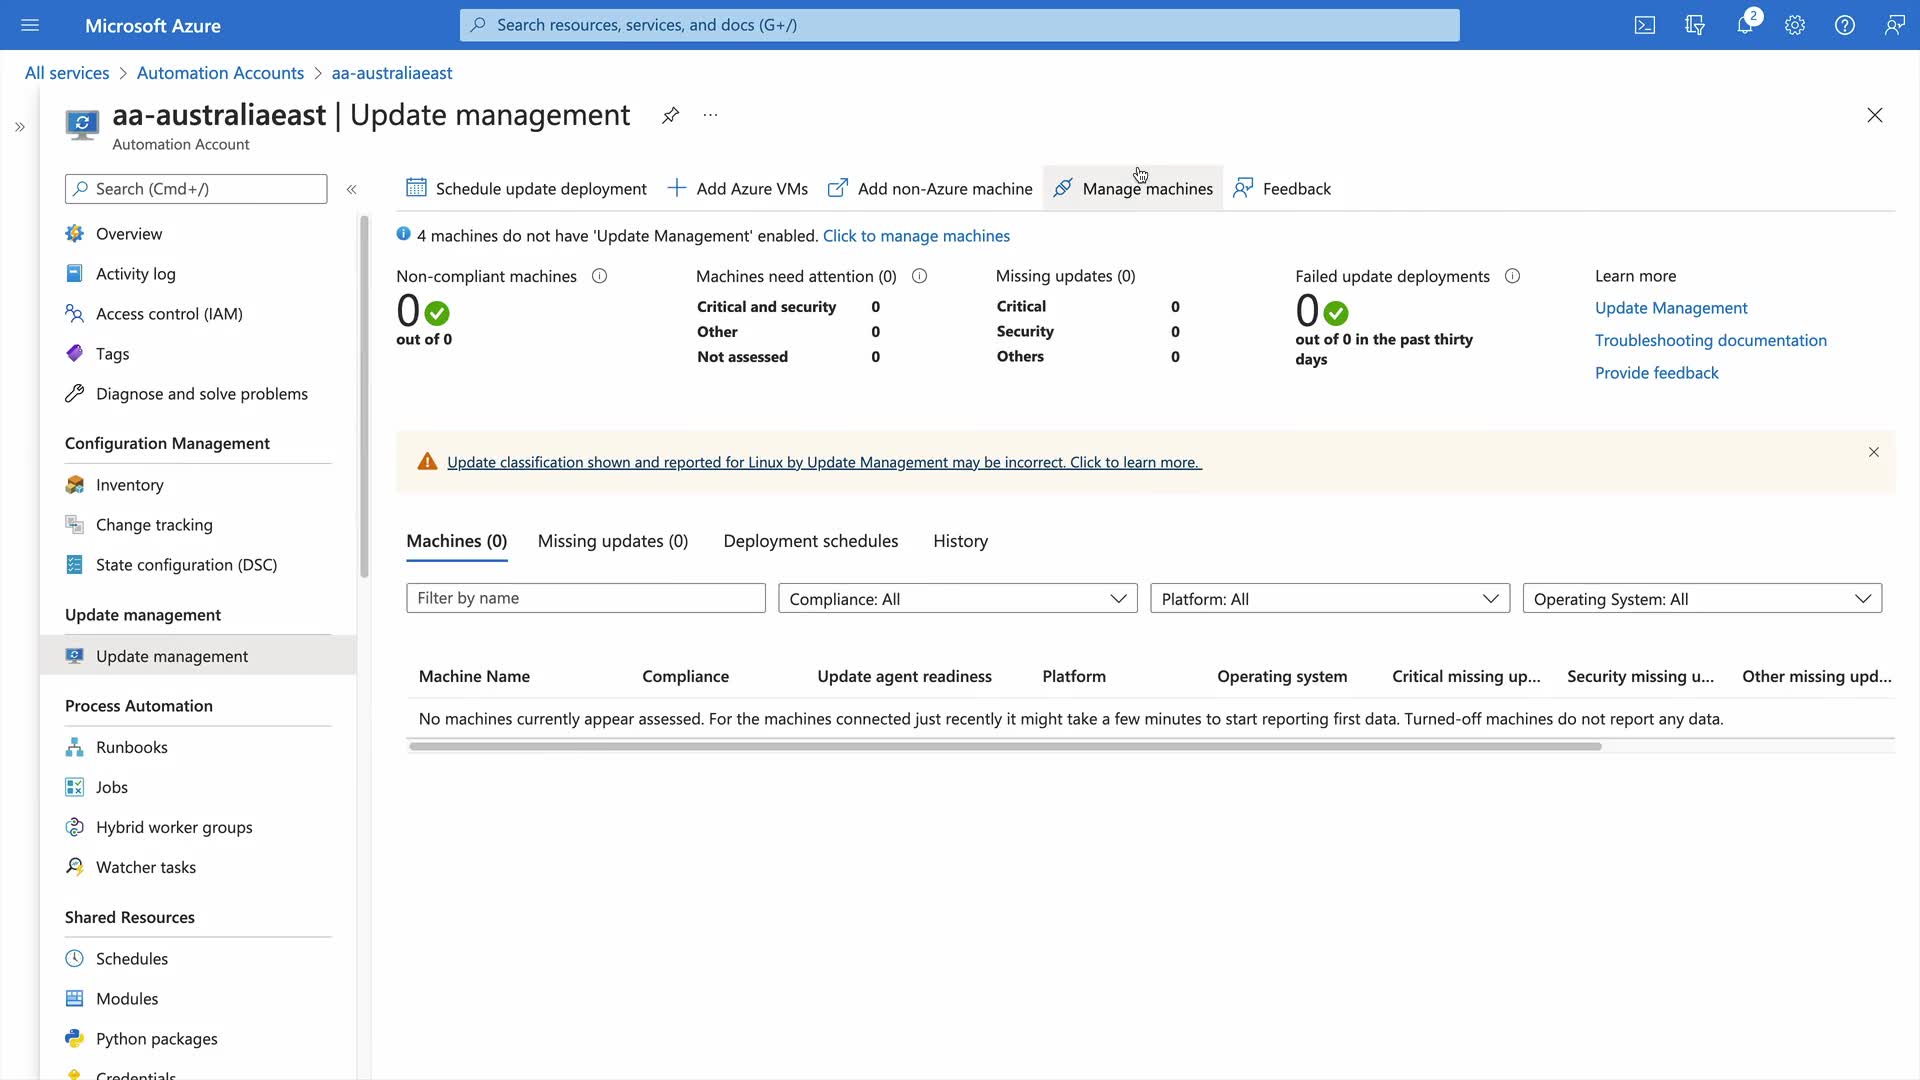 Microsoft Azure
Search resources, services, and docs (G+/)
2
All services > Automation Accounts > aa-australiaeast
aa-australiaeast | Update management
Automation Account
Search (Cmd+/)
Overview
Activity log
Access control (IAM)
Tags
Diagnose and solve problems
Configuration Management
Inventory
Change tracking
State configuration (DSC)
Update management
Update management
Process Automation
Runbooks
Jobs
Hybrid worker groups
Watcher tasks
Shared Resources
Schedules
Modules
Python packages
Credentials
Schedule update deployment Add Azure VMs Add non-Azure machine Manage machines Feedback
4 machines do not have 'Update Management' enabled. Click to manage machines
Non-compliant machines
0
out of 0
Machines need attention (0)
Critical and security 0
Other 0
Not assessed 0
Missing updates (0)
Critical 0
Security 0
Others 0
Failed update deployments
0
out of 0 in the past thirty
days
Learn more
Update Management
Troubleshooting documentation
Provide feedback
Update classification shown and reported for Linux by Update Management may be incorrect. Click to learn more.
Machines (0) Missing updates (0) Deployment schedules History
Filter by name Compliance: All Platform: All Operating System: All
Machine Name Compliance Update agent readiness Platform Operating system Critical missing up... Security missing u... Other missing upd...
No machines currently appear assessed. For the machines connected just recently it might take a few minutes to start reporting first data. Turned-off machines do not report any data.